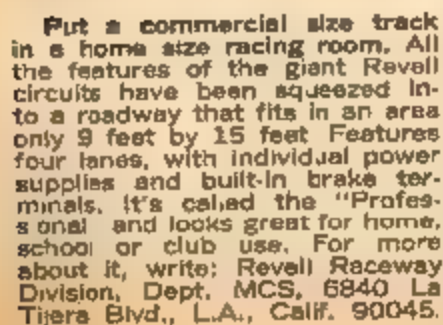 Put a commercial size track
in a home size racing room. All
the features of the giant Revell
circuits have been squeezed in-
to a roadway that fits in an area
only 9 feet by 15 feet Features
four lanes, with individual power
supplies and built-in brake ter-
minals. It's called the "Profes-
sional and looks great for home,
school or club use. For more
about it, write: Revell Raceway
Division, Dept. MCS, 6840 La
Tijera Blvd., L.A., Calif. 90045.